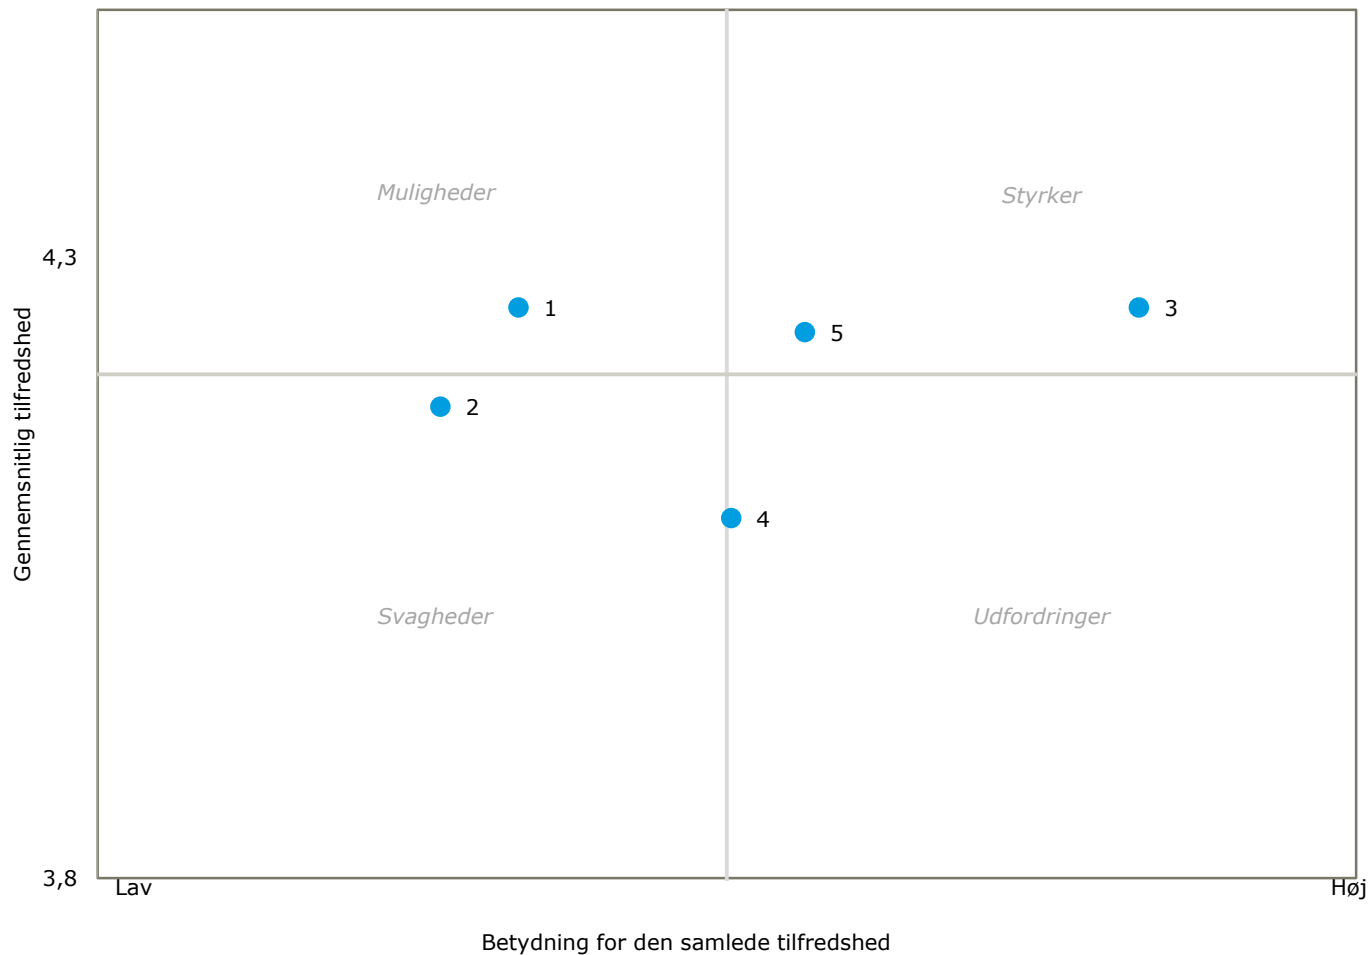 Muligheder
Styrker
4,3
1
3
5
Gennemsnitlig tilfredshed
2
4
Svagheder
Udfordringer
3,8
Lav
Høj
Betydning for den samlede tilfredshed